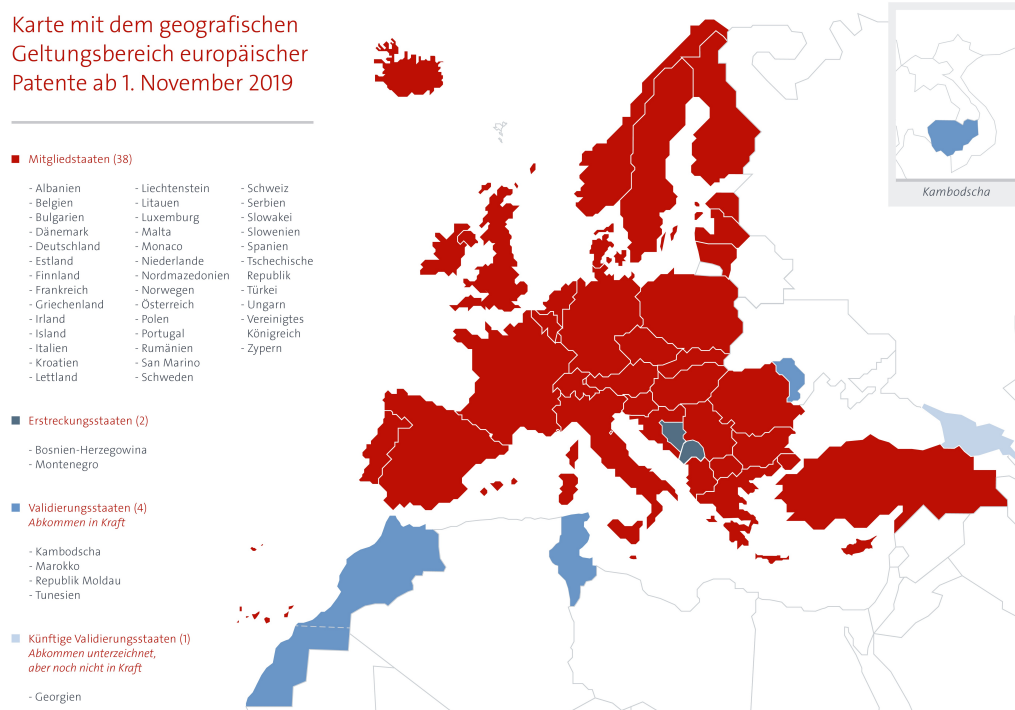 Karte mit dem geografischen
Geltungsbereich europäischer
Patente ab 1. November 2019
Mitgliedstaaten (38)
- Albanien
- Belgien
- Bulgarien
- Dänemark
- Deutschland
- Estland
- Finnland
- Frankreich
- Griechenland
- Irland
- Island
- Italien
- Kroatien
- Lettland
- Liechtenstein
- Litauen
- Luxemburg
- Malta
- Monaco
- Niederlande
- Nordmazedonien
- Norwegen
- Österreich
- Polen
- Portugal
- Rumänien
- San Marino
- Schweden
- Schweiz
- Serbien
- Slowakei
- Slowenien
- Spanien
- Tschechische
Republik
- Türkei
- Ungarn
- Vereinigtes
Königreich
- Zypern
Erstreckungsstaaten (2)
- Bosnien-Herzegowina
- Montenegro
Validierungsstaaten (4)
Abkommen in Kraft
- Kambodscha
- Marokko
- Republik Moldau
- Tunesien
Künftige Validierungsstaaten (1)
Abkommen unterzeichnet,
aber noch nicht in Kraft
- Georgien
Kambodscha